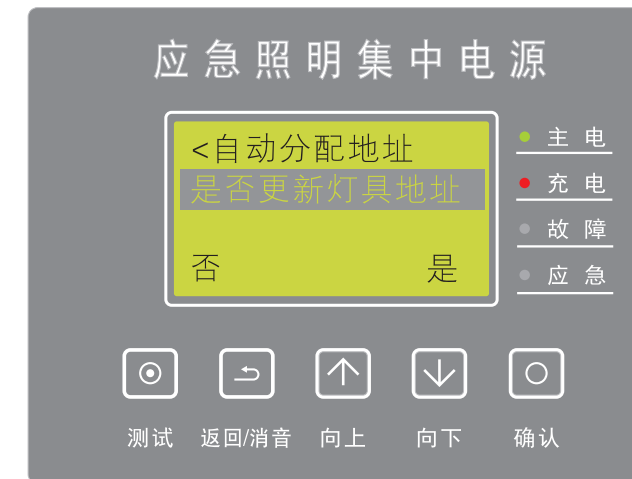 应急照明集中电源
<自动分配地址
是否更新灯具地址
否 是
主电
充电
故障
应急
测试 返回/消音 向上 向下 确认